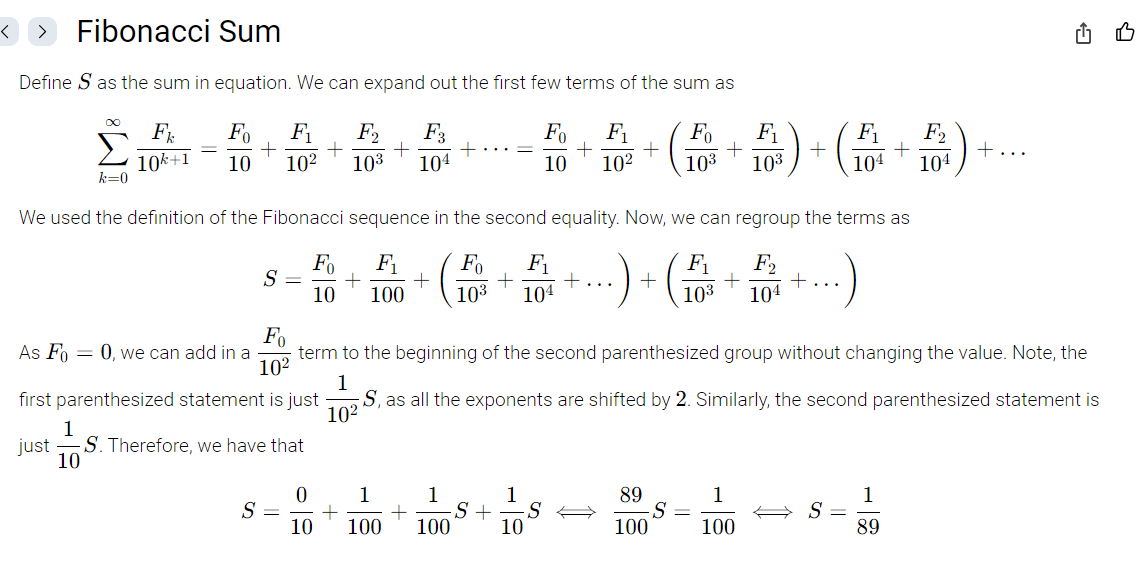 Fibonacci Sum
Define S as the sum in equation. We can expand out the first few terms of the sum as
\sum_{k=0}^{\infty} \frac{F_k}{10^{k+1}} = \frac{F_0}{10} + \frac{F_1}{10^2} + \frac{F_2}{10^3} + \frac{F_3}{10^4} + \cdots = \frac{F_0}{10} + \frac{F_1}{10^2} + \left( \frac{F_0}{10^3} + \frac{F_1}{10^3} \right) + \left( \frac{F_1}{10^4} + \frac{F_2}{10^4} \right) + \ldots
We used the definition of the Fibonacci sequence in the second equality. Now, we can regroup the terms as
S = \frac{F_0}{10} + \frac{F_1}{100} + \left( \frac{F_0}{10^3} + \frac{F_1}{10^4} + \ldots \right) + \left( \frac{F_1}{10^3} + \frac{F_2}{10^4} + \ldots \right)
As F_0 = 0, we can add in a \frac{F_0}{10^2} term to the beginning of the second parenthesized group without changing the value. Note, the
first parenthesized statement is just \frac{1}{10^2} S, as all the exponents are shifted by 2. Similarly, the second parenthesized statement is
just \frac{1}{10} S. Therefore, we have that
S = \frac{0}{10} + \frac{1}{100} + \frac{1}{100} S + \frac{1}{10} S \iff \frac{89}{100} S = \frac{1}{100} \iff S = \frac{1}{89}